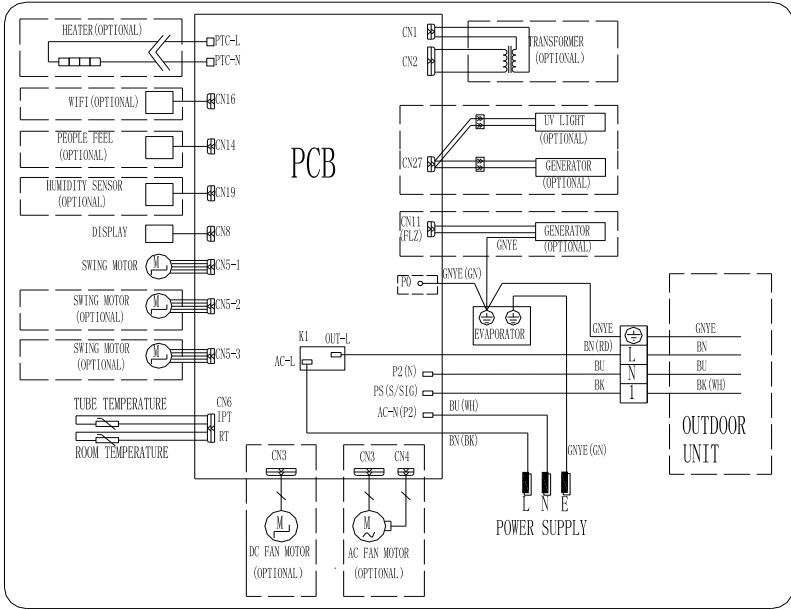 HEATER(OPTIONAL)
PTC-L
PTC-N
WIFI(OPTIONAL)
CN16
PEOPLE FEEL
(OPTIONAL)
CN14
HUMIDITY SENSOR
(OPTIONAL)
CN19
DISPLAY
CN8
SWING MOTOR
M
CN5-1
SWING MOTOR
(OPTIONAL)
M
CN5-2
SWING MOTOR
(OPTIONAL)
M
CN5-3
TUBE TEMPERATURE
ROOM TEMPERATURE
CN6
IPT
RT
PCB
CN1
CN2
TRANSFORMER
(OPTIONAL)
CN27
UV LIGHT
(OPTIONAL)
GENERATOR
(OPTIONAL)
CN11
(FLZ)
GENERATOR
(OPTIONAL)
GNYE
P0
GNYE(GN)
EVAPORATOR
K1
OUT-L
AC-L
P2(N)
PS(S/SIG)
AC-N(P2)
BU(WH)
BN(BK)
GNYE(GN)
GNYE
BN(RD)
BU
BK
L
N
1
GNYE
BN
BU
BK(WH)
OUTDOOR
UNIT
L N E
POWER SUPPLY
CN3
M
DC FAN MOTOR
(OPTIONAL)
CN3
CN4
M
AC FAN MOTOR
(OPTIONAL)